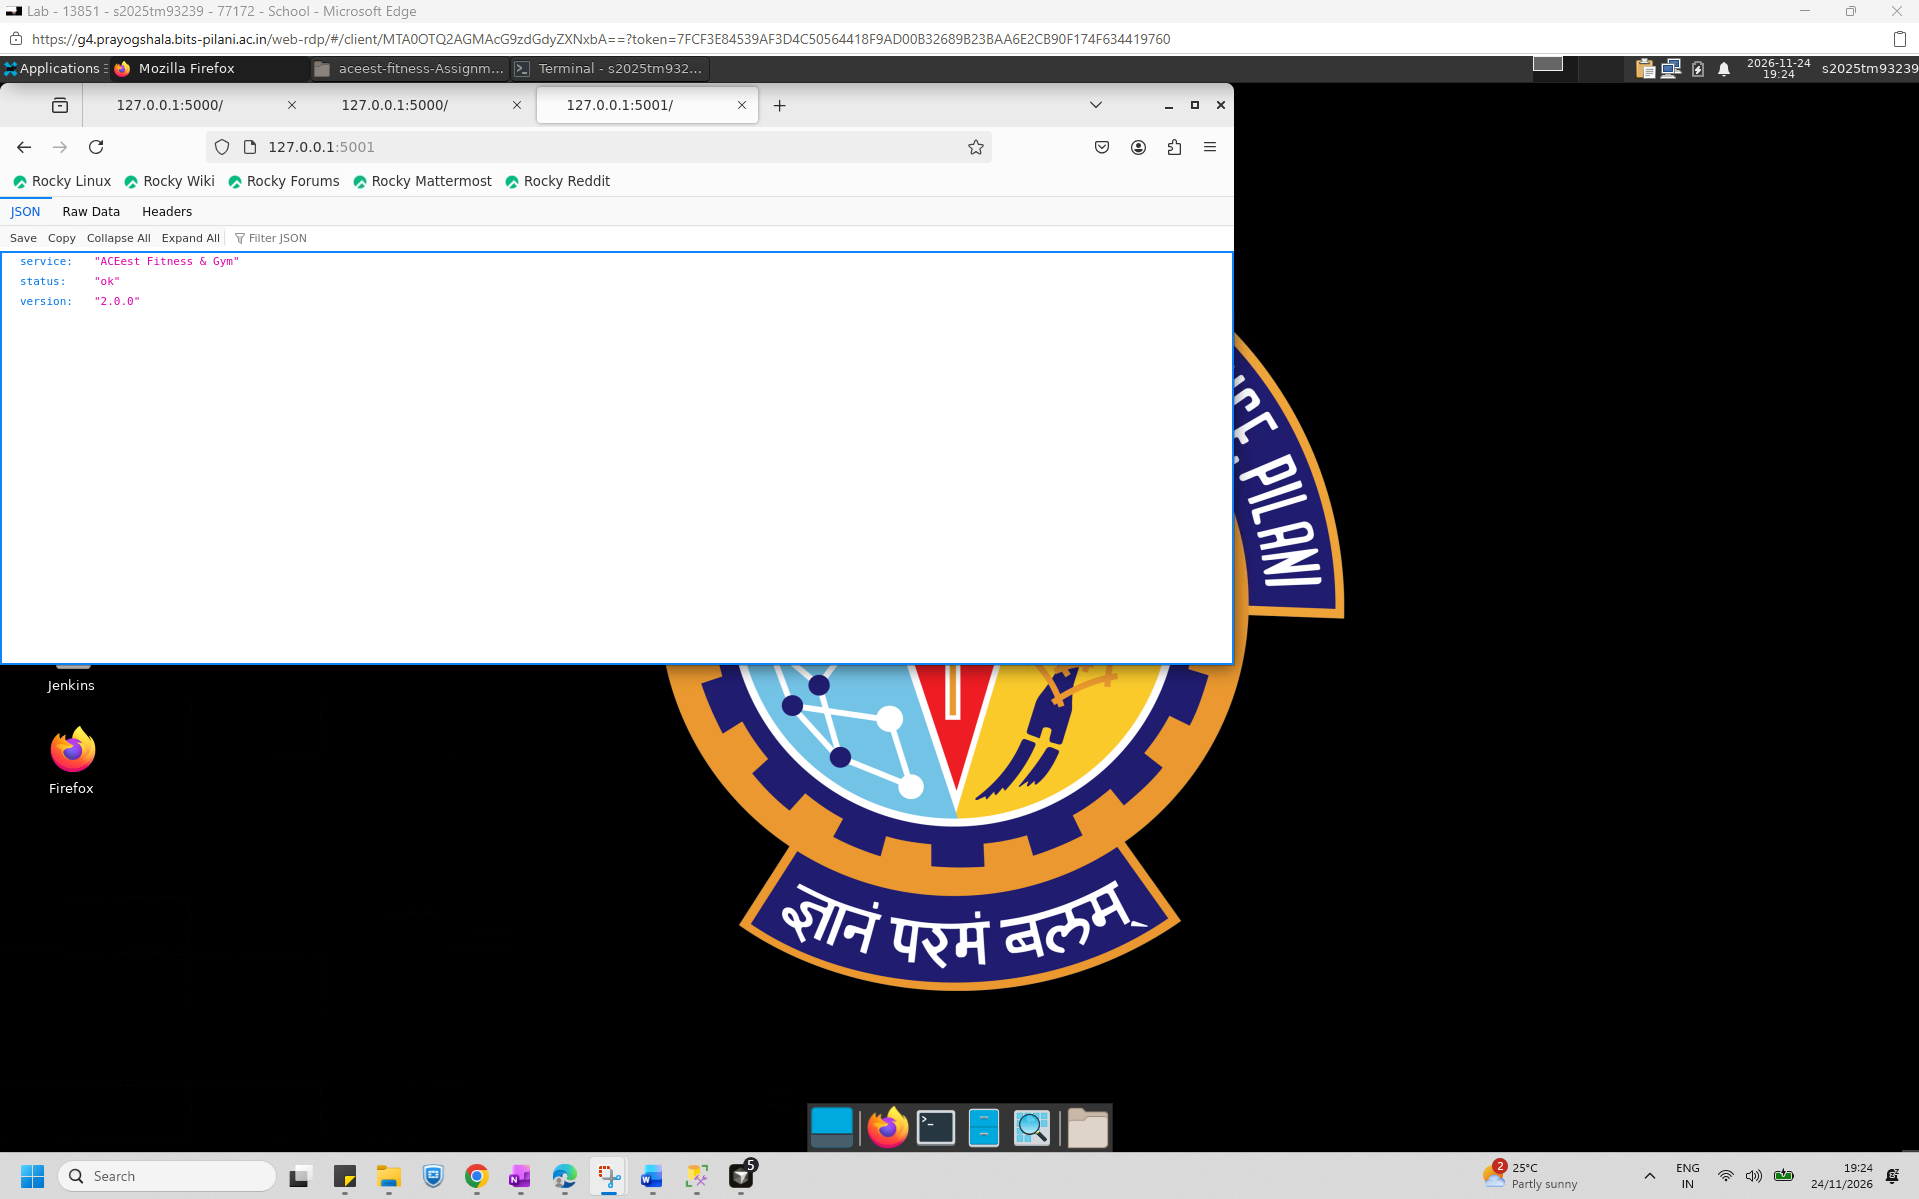 Lab - 13851 - s2025tm93239 - 77172 - School - Microsoft Edge
https://g4.prayogshala.bits-pilani.ac.in/web-rdp/#/client/MTA0OTQ2AGMAcG9zdGdyZXNxbA==?token=7FCF3E84539AF3D4C50564418F9AD00B32689B23BAA6E2CB90F174F634419760
Applications Mozilla Firefox aceest-fitness-Assignm... Terminal - s2025tm932... 2026-11-24 19:24 s2025tm93239
127.0.0.1:5000/ 127.0.0.1:5000/ 127.0.0.1:5001/
127.0.0.1:5001
Rocky Linux Rocky Wiki Rocky Forums Rocky Mattermost Rocky Reddit
JSON Raw Data Headers
Save Copy Collapse All Expand All Filter JSON
service: "ACEest Fitness & Gym"
status: "ok"
version: "2.0.0"
PILANI
Jenkins
Firefox
ज्ञानं परमं बलम्
Search
5
2
25°C
Partly sunny
ENG
IN
19:24
24/11/2026